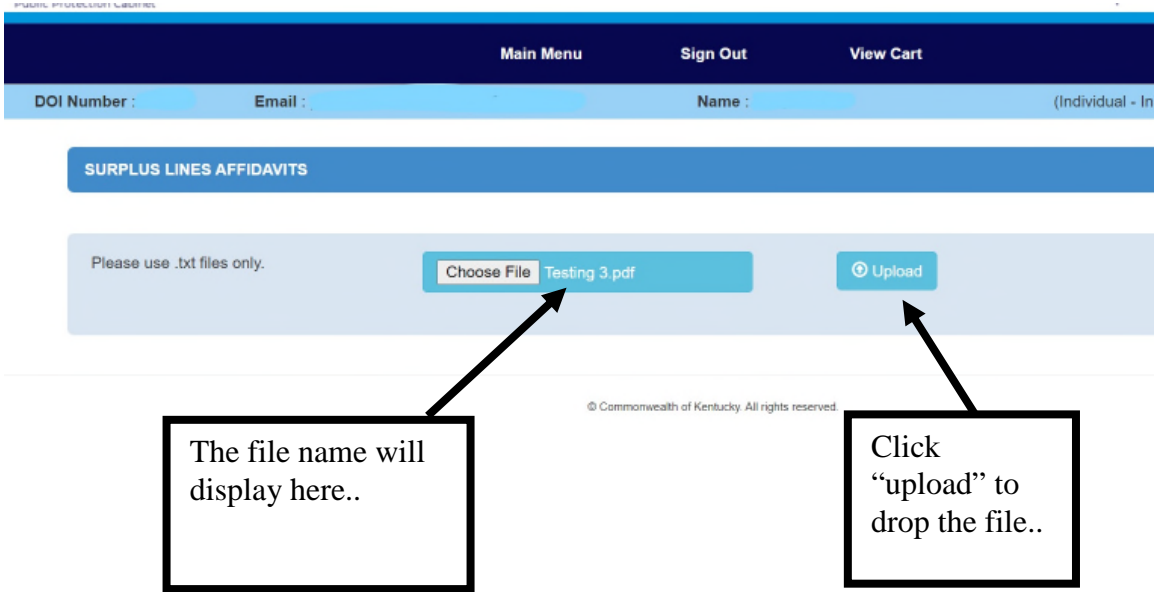 Public Protection Cabinet
Main Menu Sign Out View Cart
DOI Number : Email : Name : (Individual - In
SURPLUS LINES AFFIDAVITS
Please use .txt files only. Choose File Testing 3.pdf Upload
© Commonwealth of Kentucky. All rights reserved.
The file name will
display here..
Click
“upload” to
drop the file..